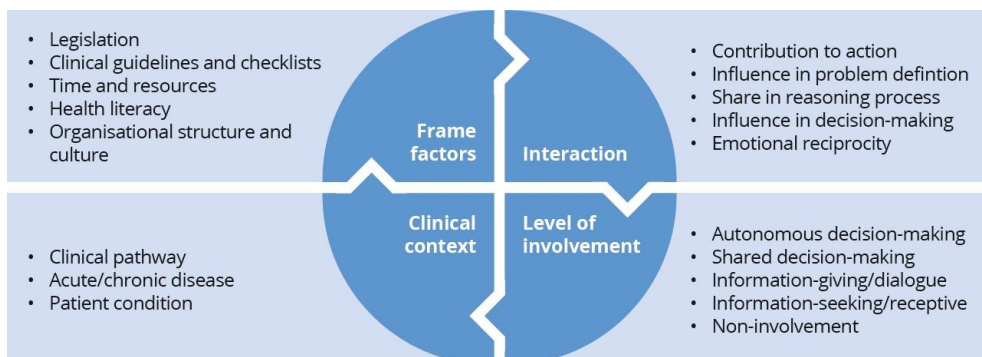 • Legislation
• Clinical guidelines and checklists
• Time and resources
• Health literacy
• Organisational structure and
culture
Frame
factors
Interaction
• Contribution to action
• Influence in problem defintion
• Share in reasoning process
• Influence in decision-making
• Emotional reciprocity
• Clinical pathway
• Acute/chronic disease
• Patient condition
Clinical
context
Level of
involvement
• Autonomous decision-making
• Shared decision-making
• Information-giving/dialogue
• Information-seeking/receptive
• Non-involvement